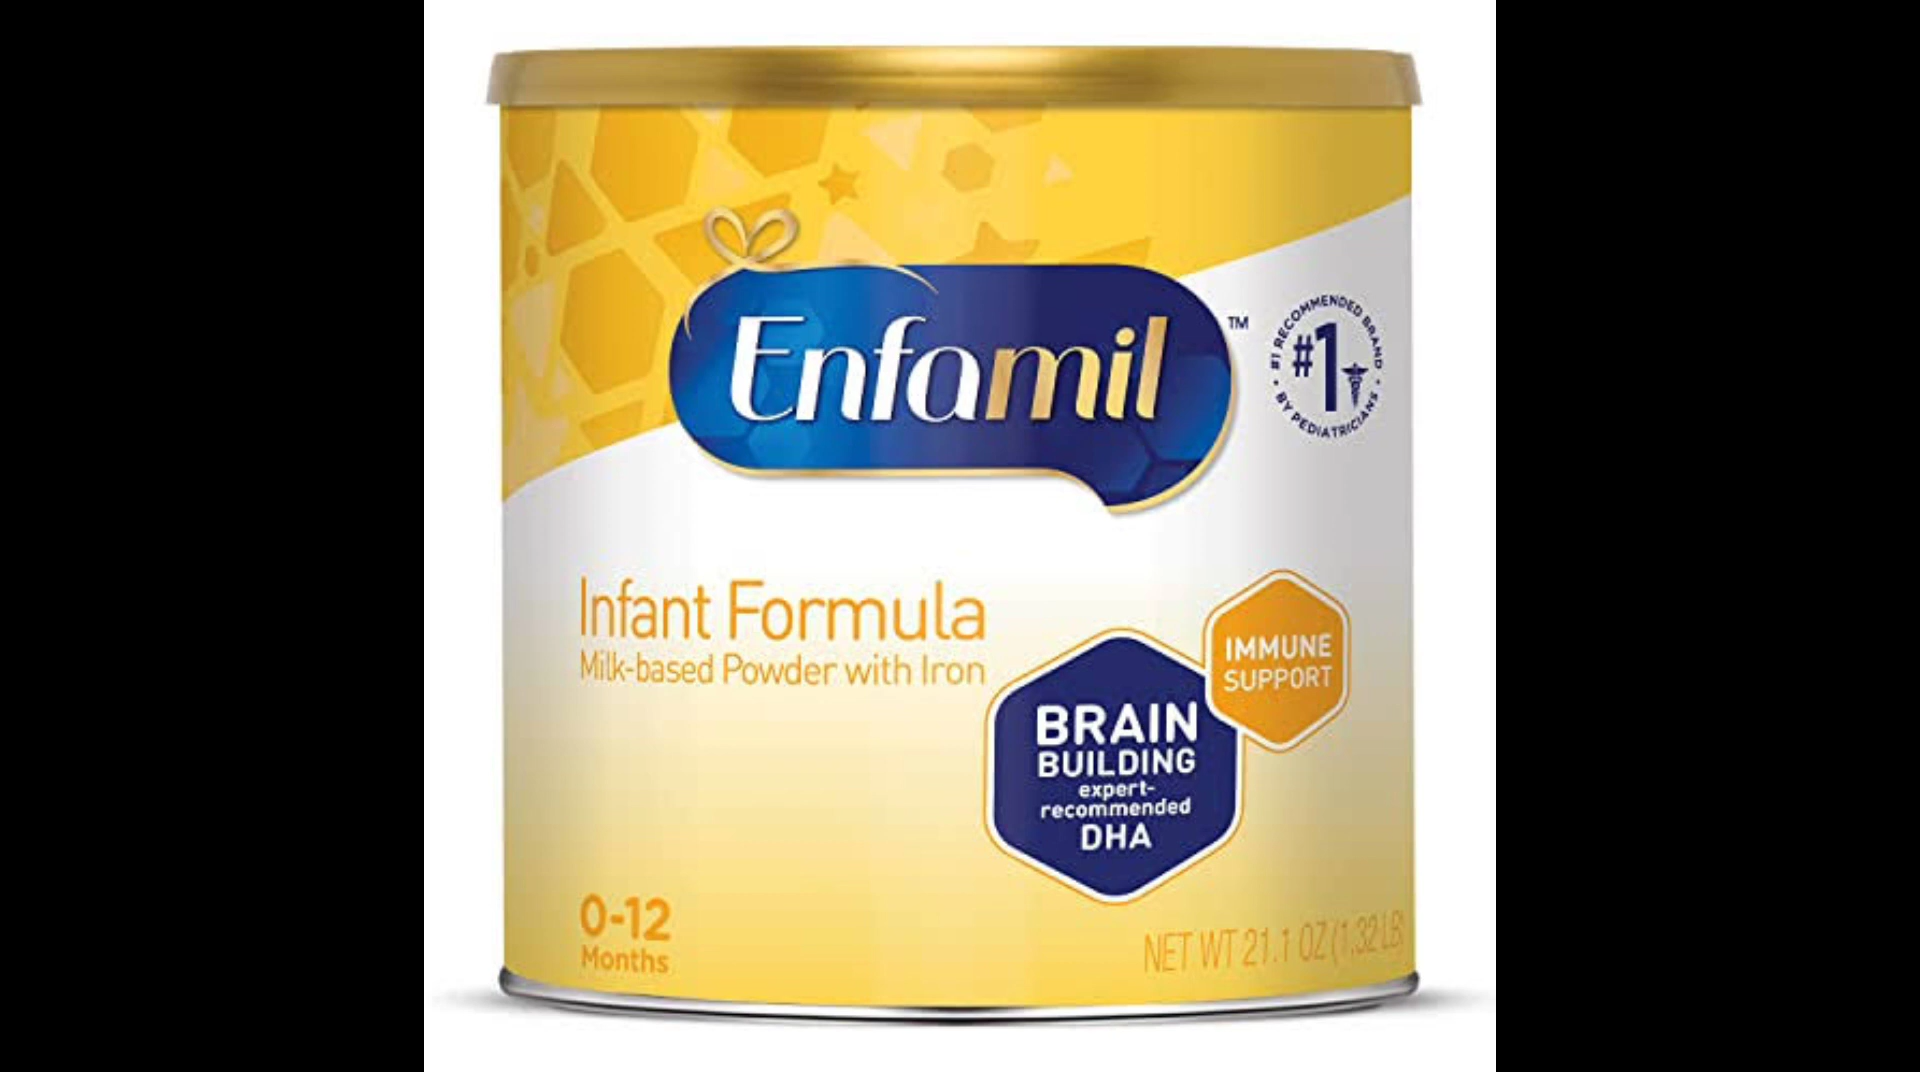 Enfamil
™
#1 RECOMMENDED BRAND
#1
BY PEDIATRICIANS
Infant Formula
Milk-based Powder with Iron
IMMUNE
SUPPORT
BRAIN
BUILDING
expert-
recommended
DHA
0-12
Months
NET WT 21.1 OZ (1.32 LB)